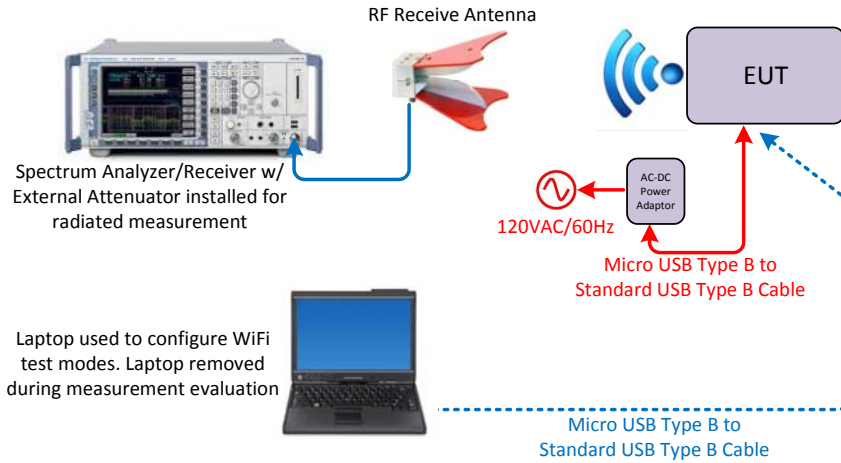 RF Receive Antenna
EUT
Spectrum Analyzer/Receiver w/
External Attenuator installed for
radiated measurement
AC-DC
Power
Adaptor
120VAC/60Hz
Micro USB Type B to
Standard USB Type B Cable
Laptop used to configure WiFi
test modes. Laptop removed
during measurement evaluation
Micro USB Type B to
Standard USB Type B Cable